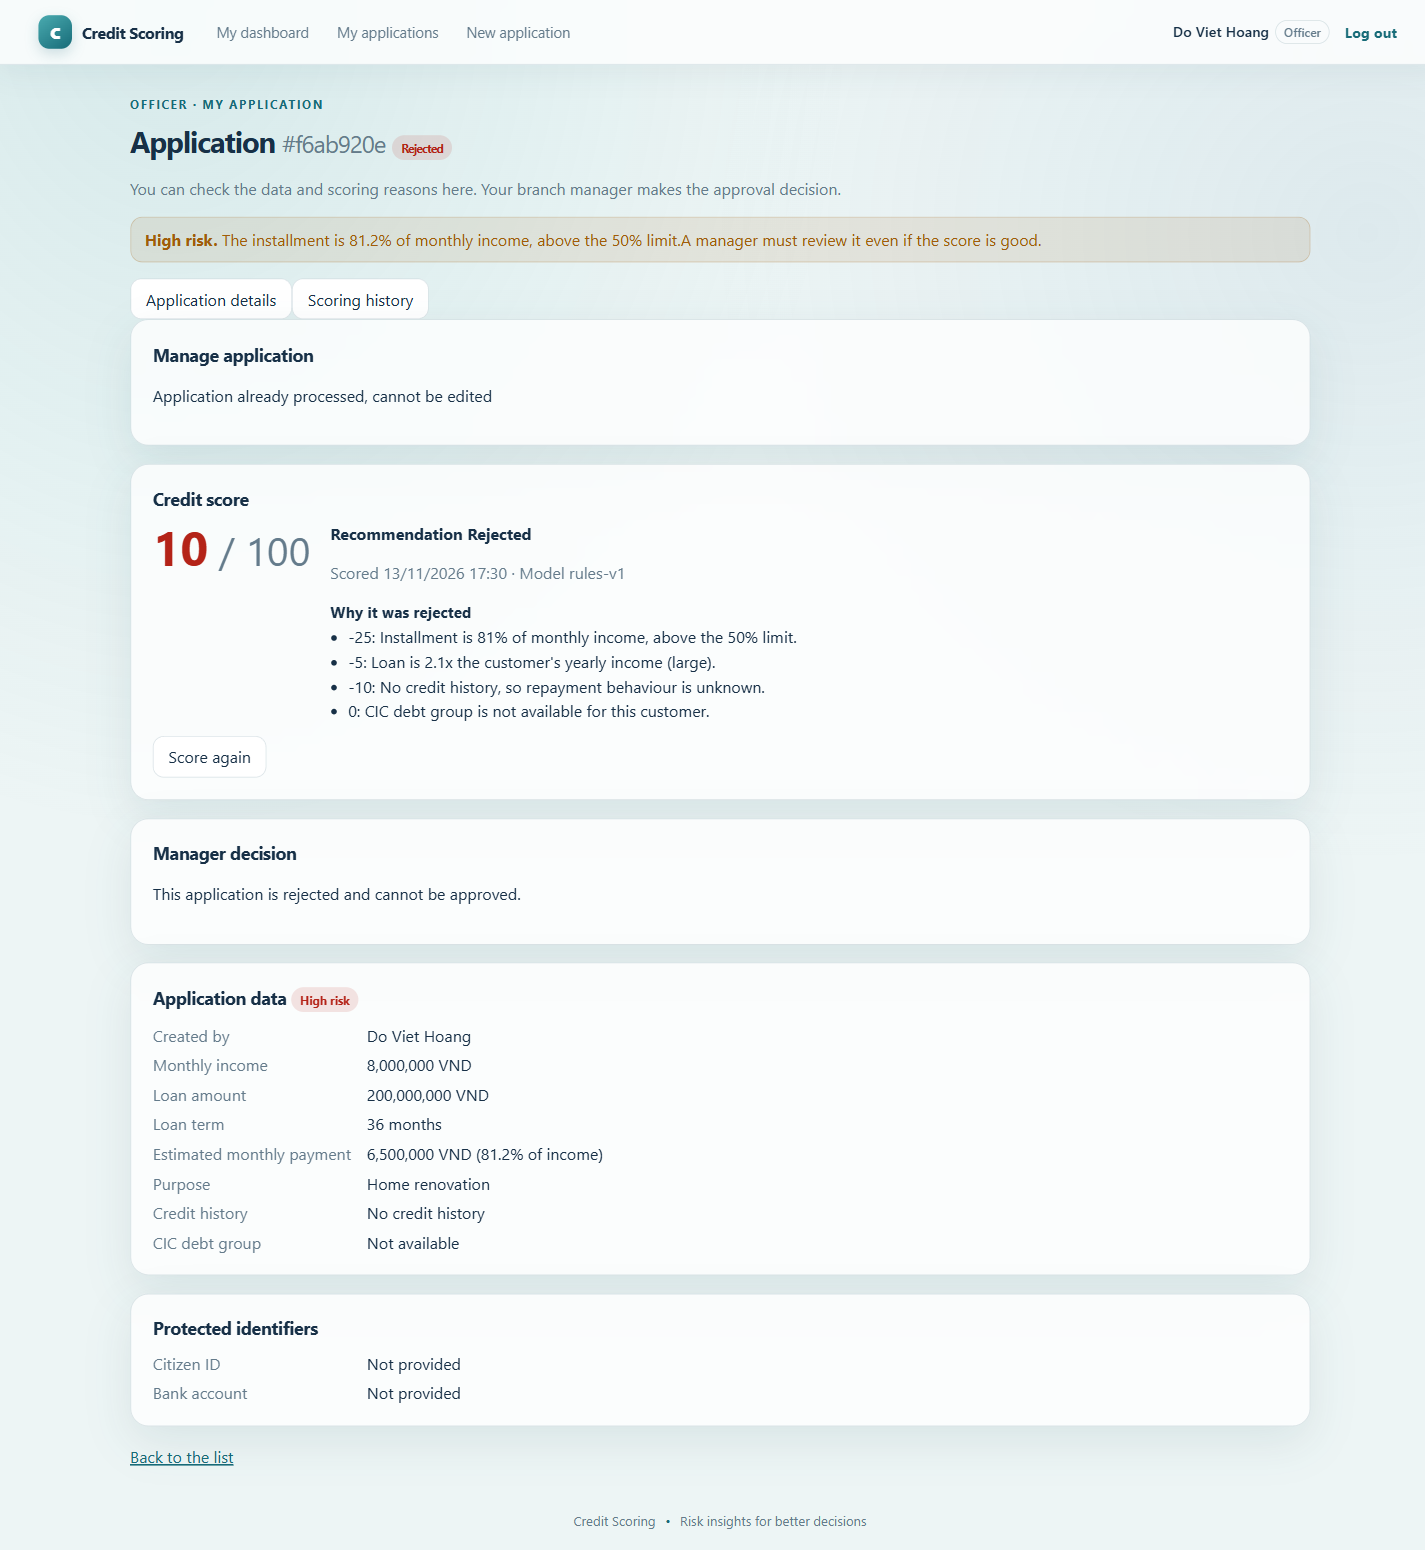 C Credit Scoring My dashboard My applications New application Do Viet Hoang Officer Log out
OFFICER · MY APPLICATION
Application #f6ab920e Rejected
You can check the data and scoring reasons here. Your branch manager makes the approval decision.
High risk. The installment is 81.2% of monthly income, above the 50% limit.A manager must review it even if the score is good.
Application details Scoring history
Manage application
Application already processed, cannot be edited
Credit score
10 / 100
Recommendation Rejected
Scored 13/11/2026 17:30 · Model rules-v1
Why it was rejected
• -25: Installment is 81% of monthly income, above the 50% limit.
• -5: Loan is 2.1x the customer's yearly income (large).
• -10: No credit history, so repayment behaviour is unknown.
• 0: CIC debt group is not available for this customer.
Score again
Manager decision
This application is rejected and cannot be approved.
Application data High risk
Created by Do Viet Hoang
Monthly income 8,000,000 VND
Loan amount 200,000,000 VND
Loan term 36 months
Estimated monthly payment 6,500,000 VND (81.2% of income)
Purpose Home renovation
Credit history No credit history
CIC debt group Not available
Protected identifiers
Citizen ID Not provided
Bank account Not provided
Back to the list
Credit Scoring • Risk insights for better decisions